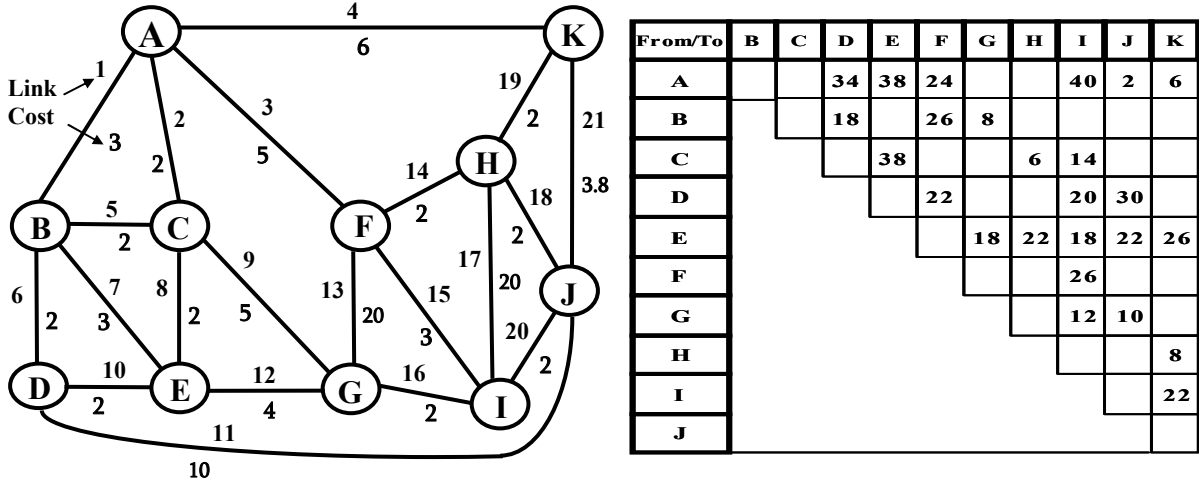 4
A
K
6
1
Link
Cost
3
2
2
3
5
19
2
21
3.8
14
2
H
18
2
B
5
2
C
F
9
5
17
20
J
6
2
7
3
8
2
13
20
15
3
20
2
D
10
2
E
12
4
G
16
2
I
11
10
From/To B C D E F G H I J K
A 34 38 24 40 2 6
B 18 26 8
C 38 6 14
D 22 20 30
E 18 22 18 22 26
F 26
G 12 10
H 8
I 22
J